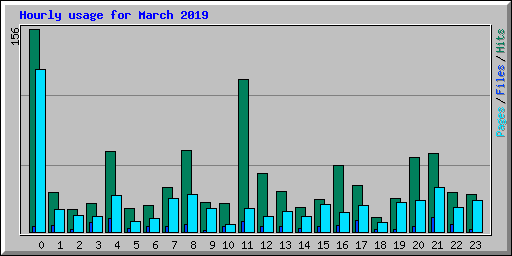 Hourly usage for March 2019
156
Pages/Files/Hits
0 1 2 3 4 5 6 7 8 9 10 11 12 13 14 15 16 17 18 19 20 21 22 23